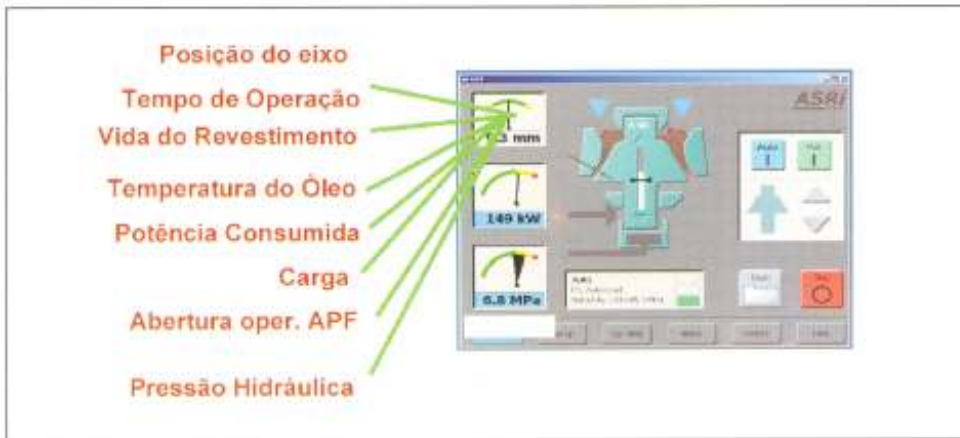 Posição do eixo
Tempo de Operação
Vida do Revestimento
Temperatura do Óleo
Potência Consumida
Carga
Abertura oper. APF
Pressão Hidráulica
ASRi
mm
149 kW
6.8 MPa
Auto